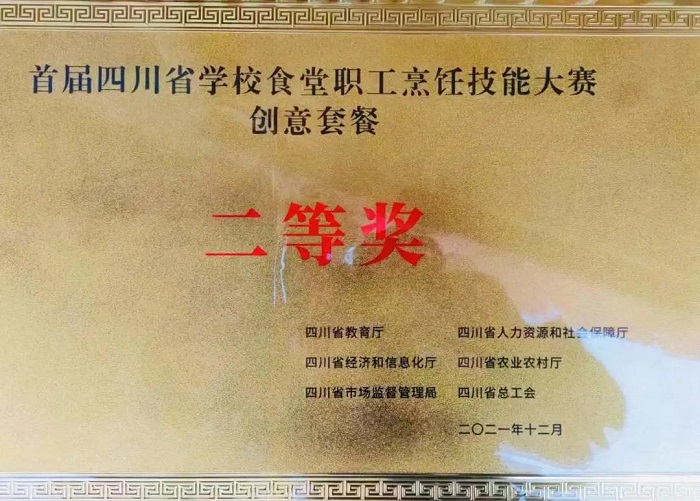 首届四川省学校食堂职工烹饪技能大赛
创意套餐
二等奖
四川省教育厅 四川省人力资源和社会保障厅
四川省经济和信息化厅 四川省农业农村厅
四川省市场监督管理局 四川省总工会
二〇二一年十二月